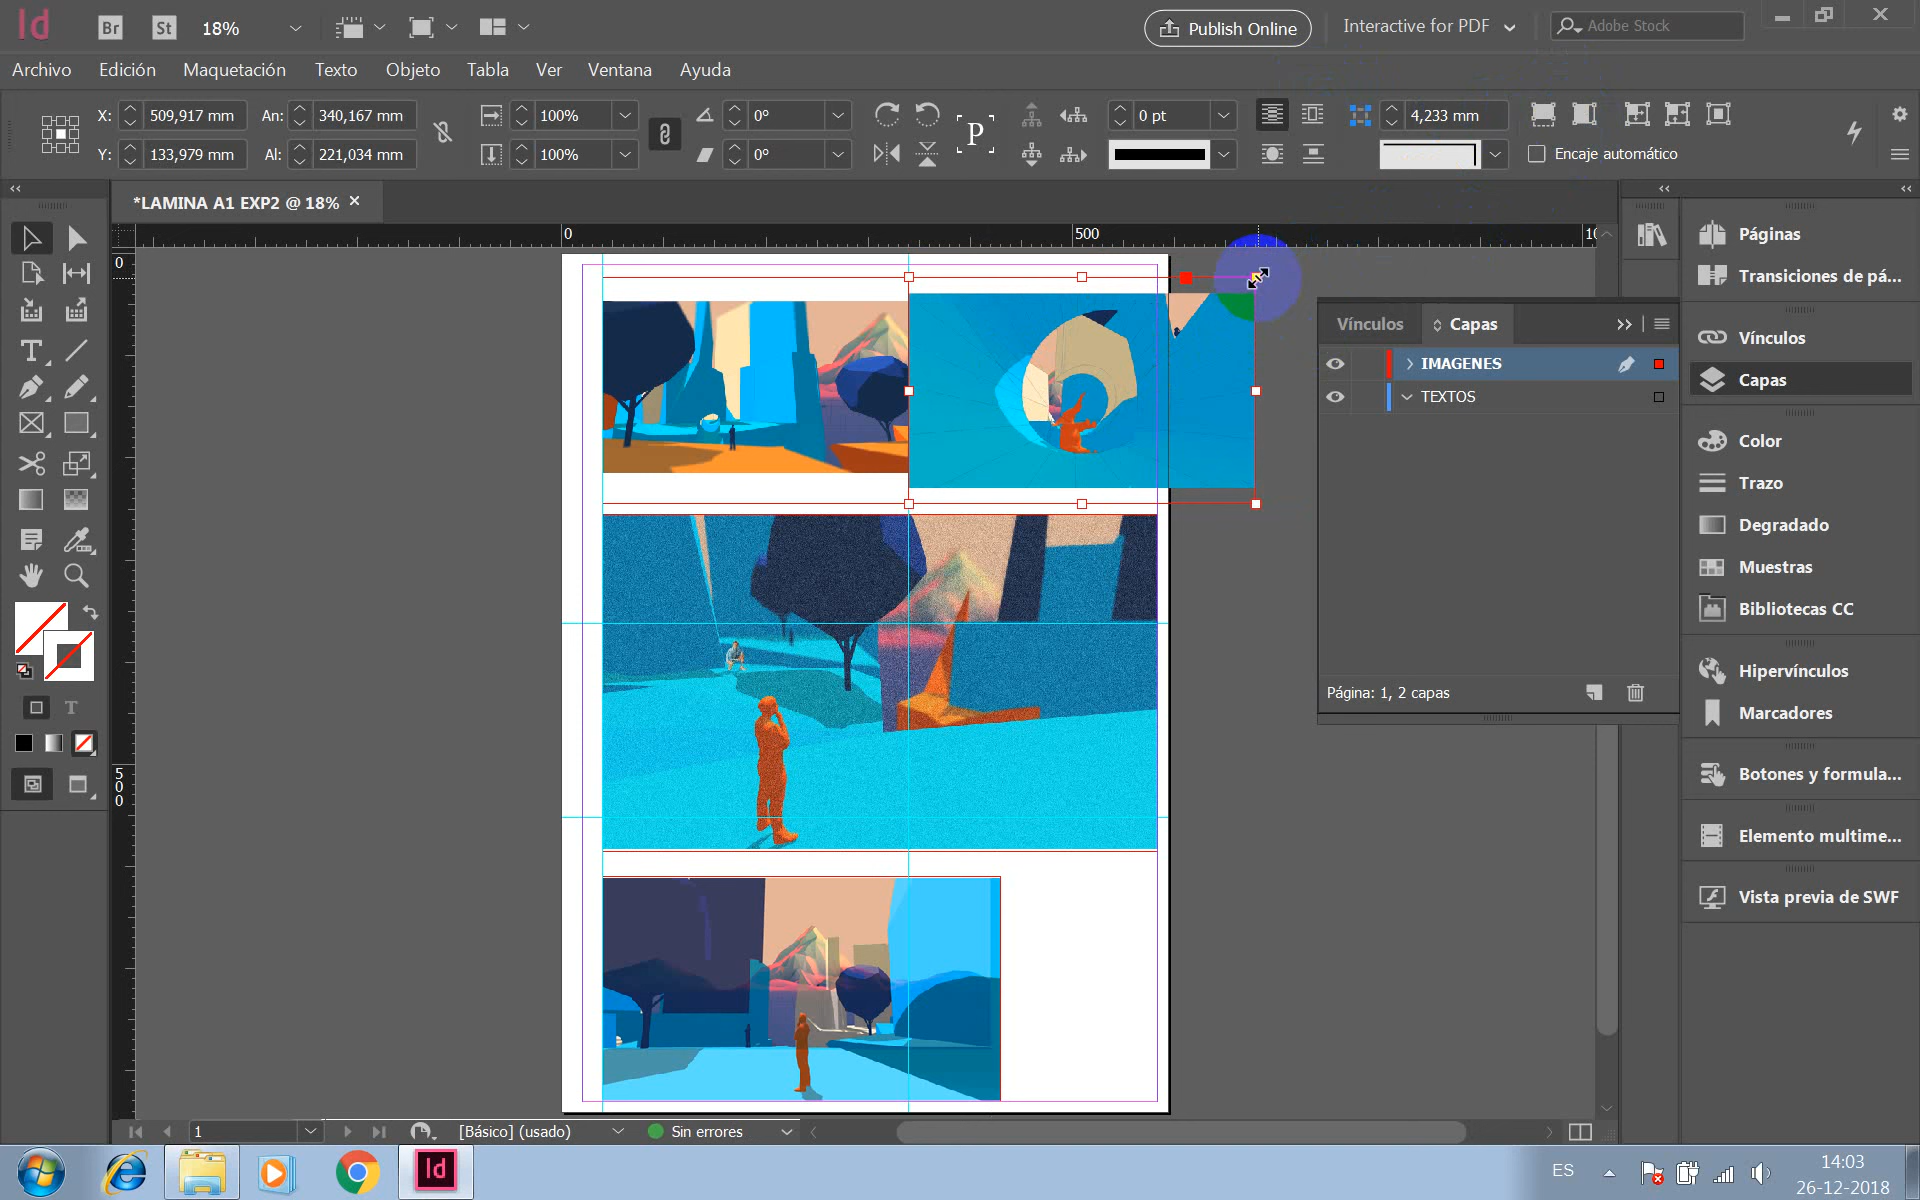 Id Br St 18% Publish Online Interactive for PDF Adobe Stock
Archivo Edición Maquetación Texto Objeto Tabla Ver Ventana Ayuda
X: 509,917 mm An: 340,167 mm 100% 0° 0 pt 4,233 mm
Y: 133,979 mm Al: 221,034 mm 100% 0° Encaje automático
P
*LAMINA A1 EXP2 @ 18% ×
0 500
0
500
Vínculos Capas
IMAGENES
TEXTOS
Página: 1, 2 capas
Páginas
Transiciones de pá...
Vínculos
Capas
Color
Trazo
Degradado
Muestras
Bibliotecas CC
Hipervínculos
Marcadores
Botones y formula...
Elemento multime...
Vista previa de SWF
T
T
1 [Básico] (usado) Sin errores
Id
ES
14:03
26-12-2018